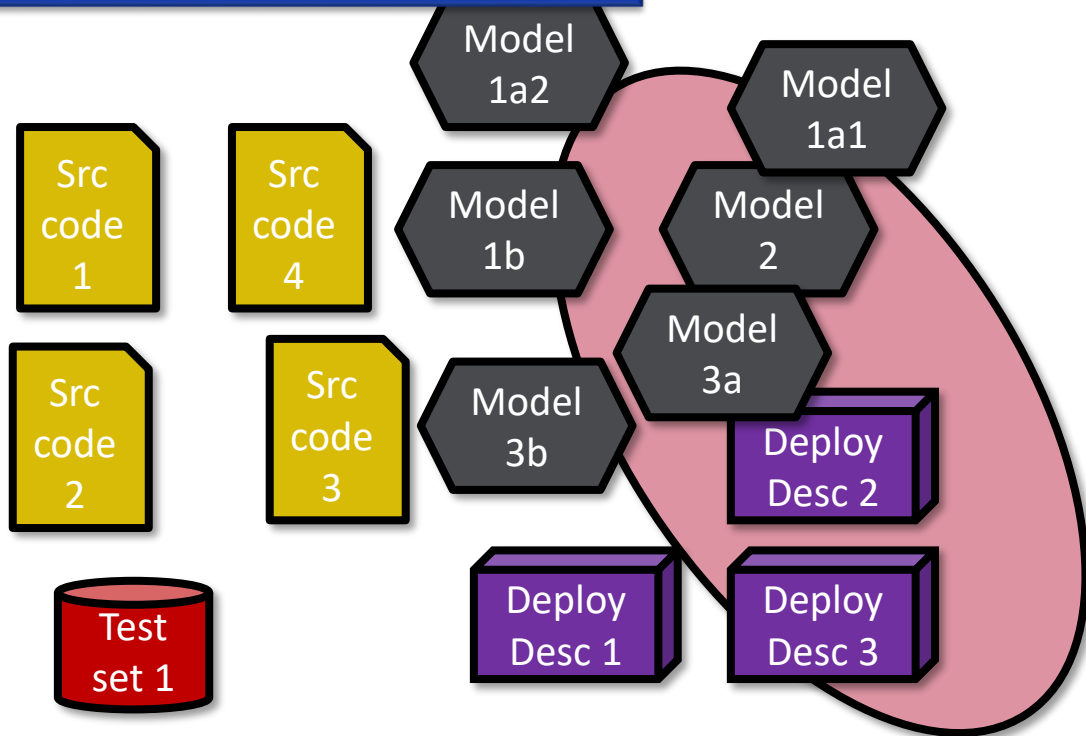 Model
1a2
Model
1a1
Src
code
1
Src
code
4
Model
1b
Model
2
Model
3a
Src
code
2
Src
code
3
Model
3b
Deploy
Desc 2
Test
set 1
Deploy
Desc 1
Deploy
Desc 3